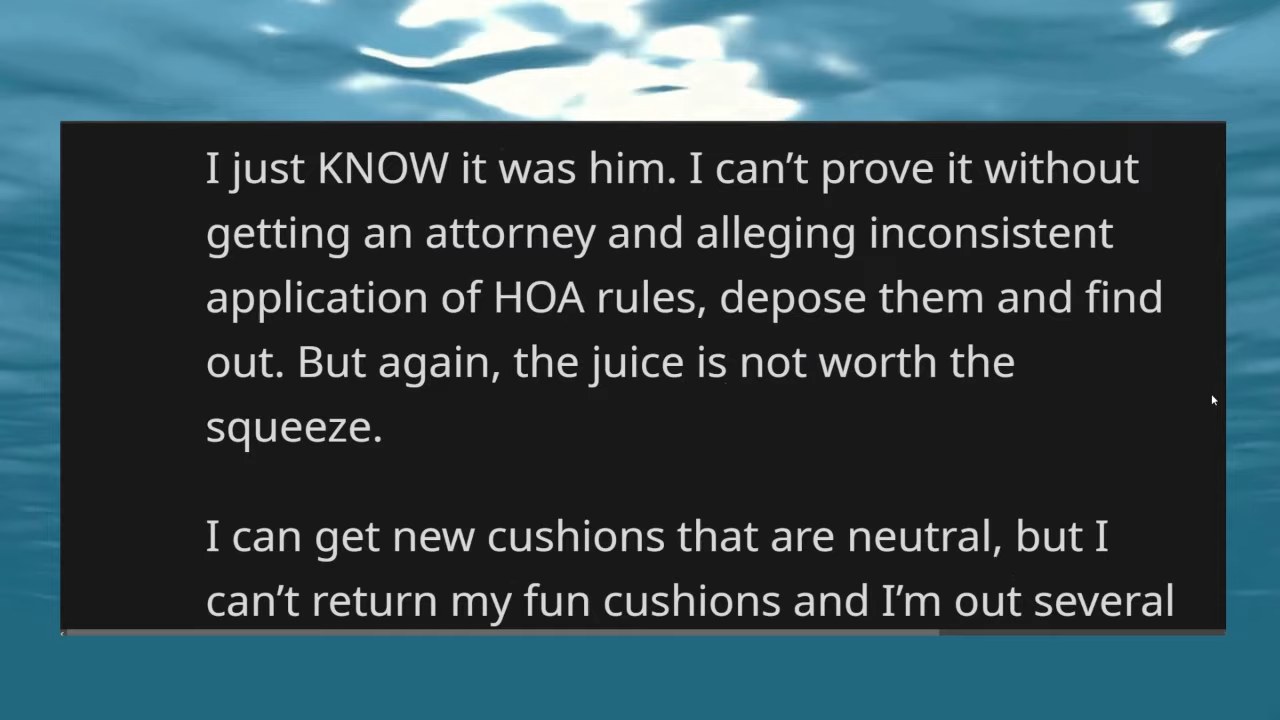 I just KNOW it was him. I can’t prove it without
getting an attorney and alleging inconsistent
application of HOA rules, depose them and find
out. But again, the juice is not worth the
squeeze.
I can get new cushions that are neutral, but I
can’t return my fun cushions and I’m out several